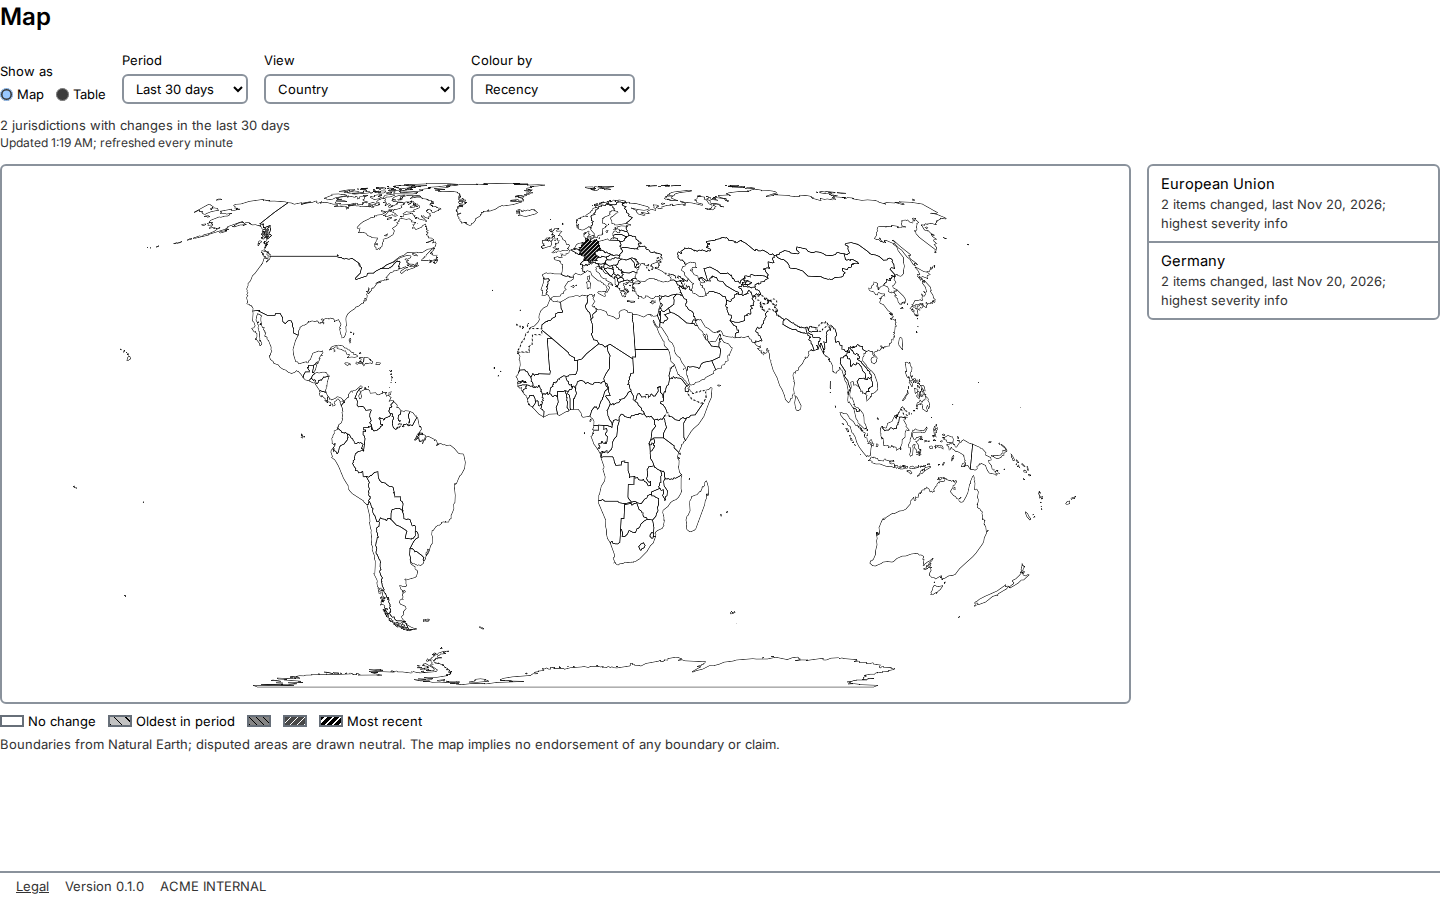 Map
Show as
Map
Table
Period
Last 30 days
View
Country
Colour by
Recency
2 jurisdictions with changes in the last 30 days
Updated 1:19 AM; refreshed every minute
European Union
2 items changed, last Nov 20, 2026;
highest severity info
Germany
2 items changed, last Nov 20, 2026;
highest severity info
No change
Oldest in period
Most recent
Boundaries from Natural Earth; disputed areas are drawn neutral. The map implies no endorsement of any boundary or claim.
Legal
Version 0.1.0
ACME INTERNAL